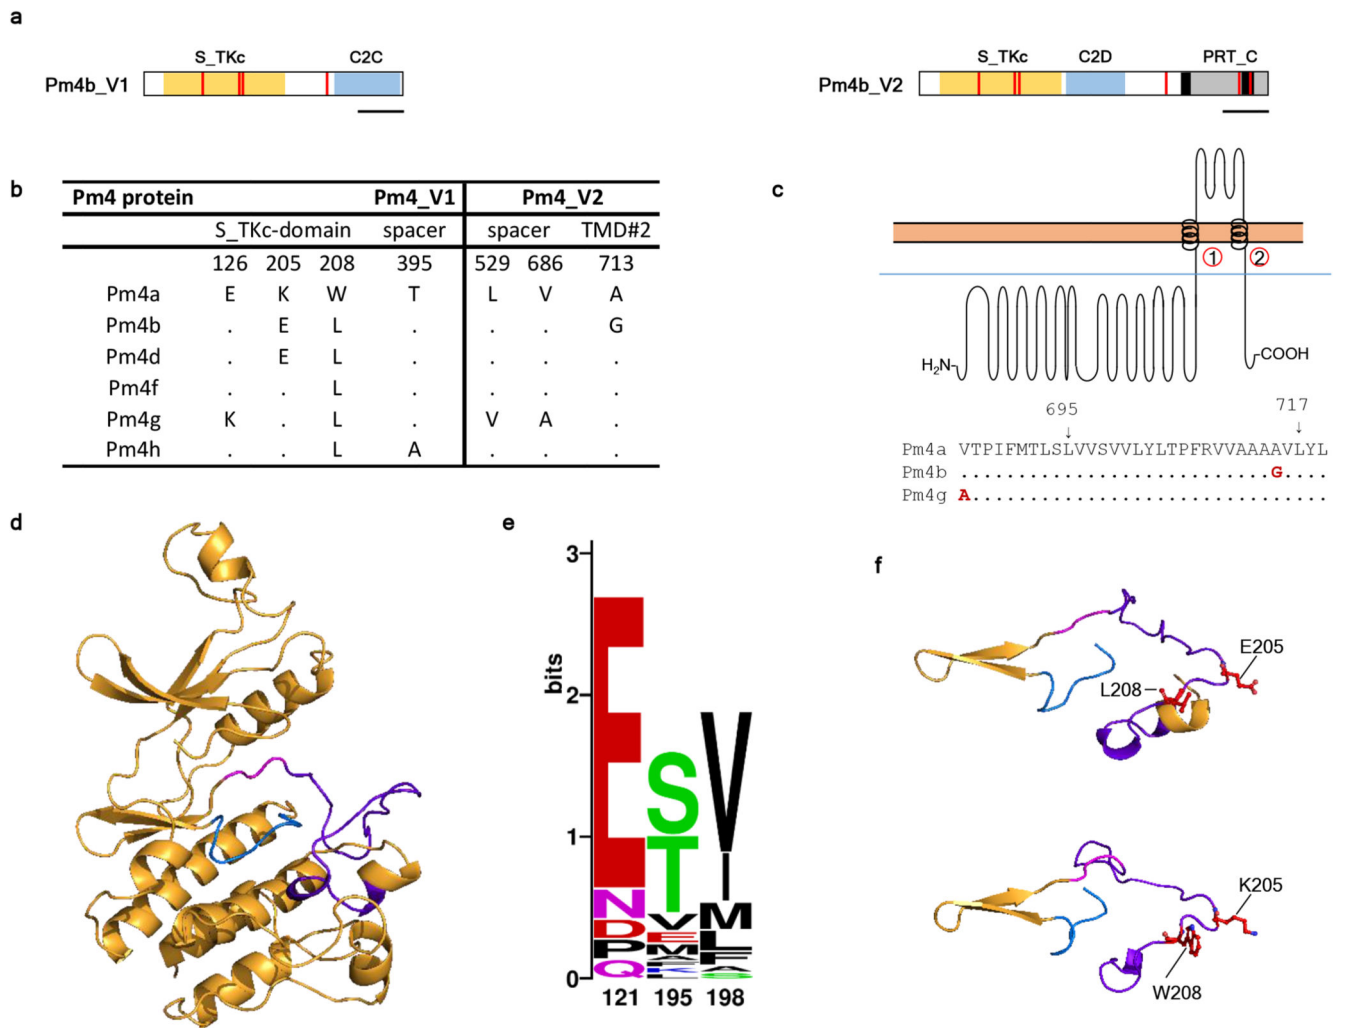 a
S_TKc C2C
Pm4b_V1
S_TKc C2D PRT_C
Pm4b_V2
b
Pm4 protein Pm4_V1 Pm4_V2
S_TKc-domain spacer spacer TMD#2
126 205 208 395 529 686 713
Pm4a E K W T L V A
Pm4b . E L . . . G
Pm4d . E L . . . .
Pm4f . . L . . . .
Pm4g K . L . V A .
Pm4h . . L A . . .
c
1 2
H2N- -COOH
695 717
↓ ↓
Pm4a VTPIFMTLSLVVSVVLYLTPFRVVAAAAVLYL
Pm4b ............................G....
Pm4g A................................
d
e
3
2
1
0
bits
E N D P Q
S T V E M A F K L
V I M L F A S
121 195 198
f
E205
L208
K205
W208